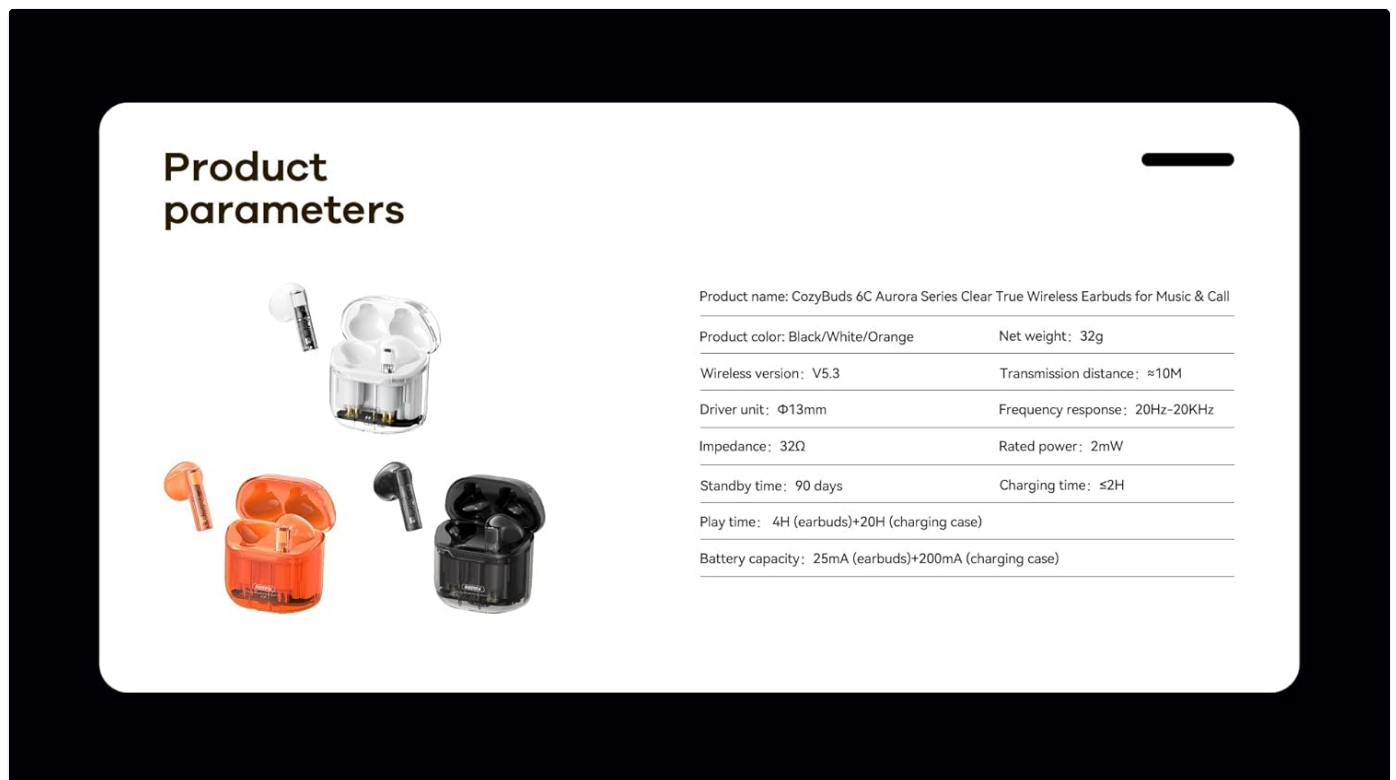 Product
parameters
Product name: CozyBuds 6C Aurora Series Clear True Wireless Earbuds for Music & Call
Product color: Black/White/Orange
Net weight: 32g
Wireless version: V5.3
Transmission distance: ≈10M
Driver unit: Φ13mm
Frequency response: 20Hz-20KHz
Impedance: 32Ω
Rated power: 2mW
Standby time: 90 days
Charging time: ≤2H
Play time: 4H (earbuds)+20H (charging case)
Battery capacity: 25mA (earbuds)+200mA (charging case)